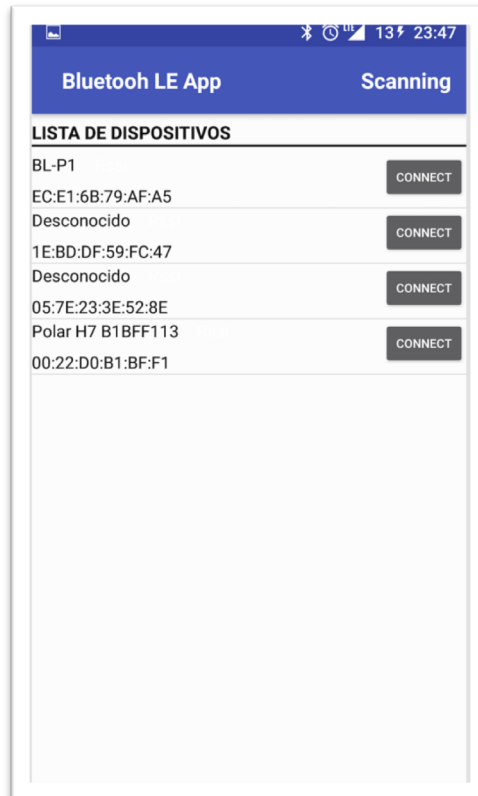 LTE 13 23:47
Bluetooh LE App Scanning
LISTA DE DISPOSITIVOS
BL-P1
CONNECT
EC:E1:6B:79:AF:A5
Desconocido
CONNECT
1E:BD:DF:59:FC:47
Desconocido
CONNECT
05:7E:23:3E:52:8E
Polar H7 B1BFF113
CONNECT
00:22:D0:B1:BF:F1